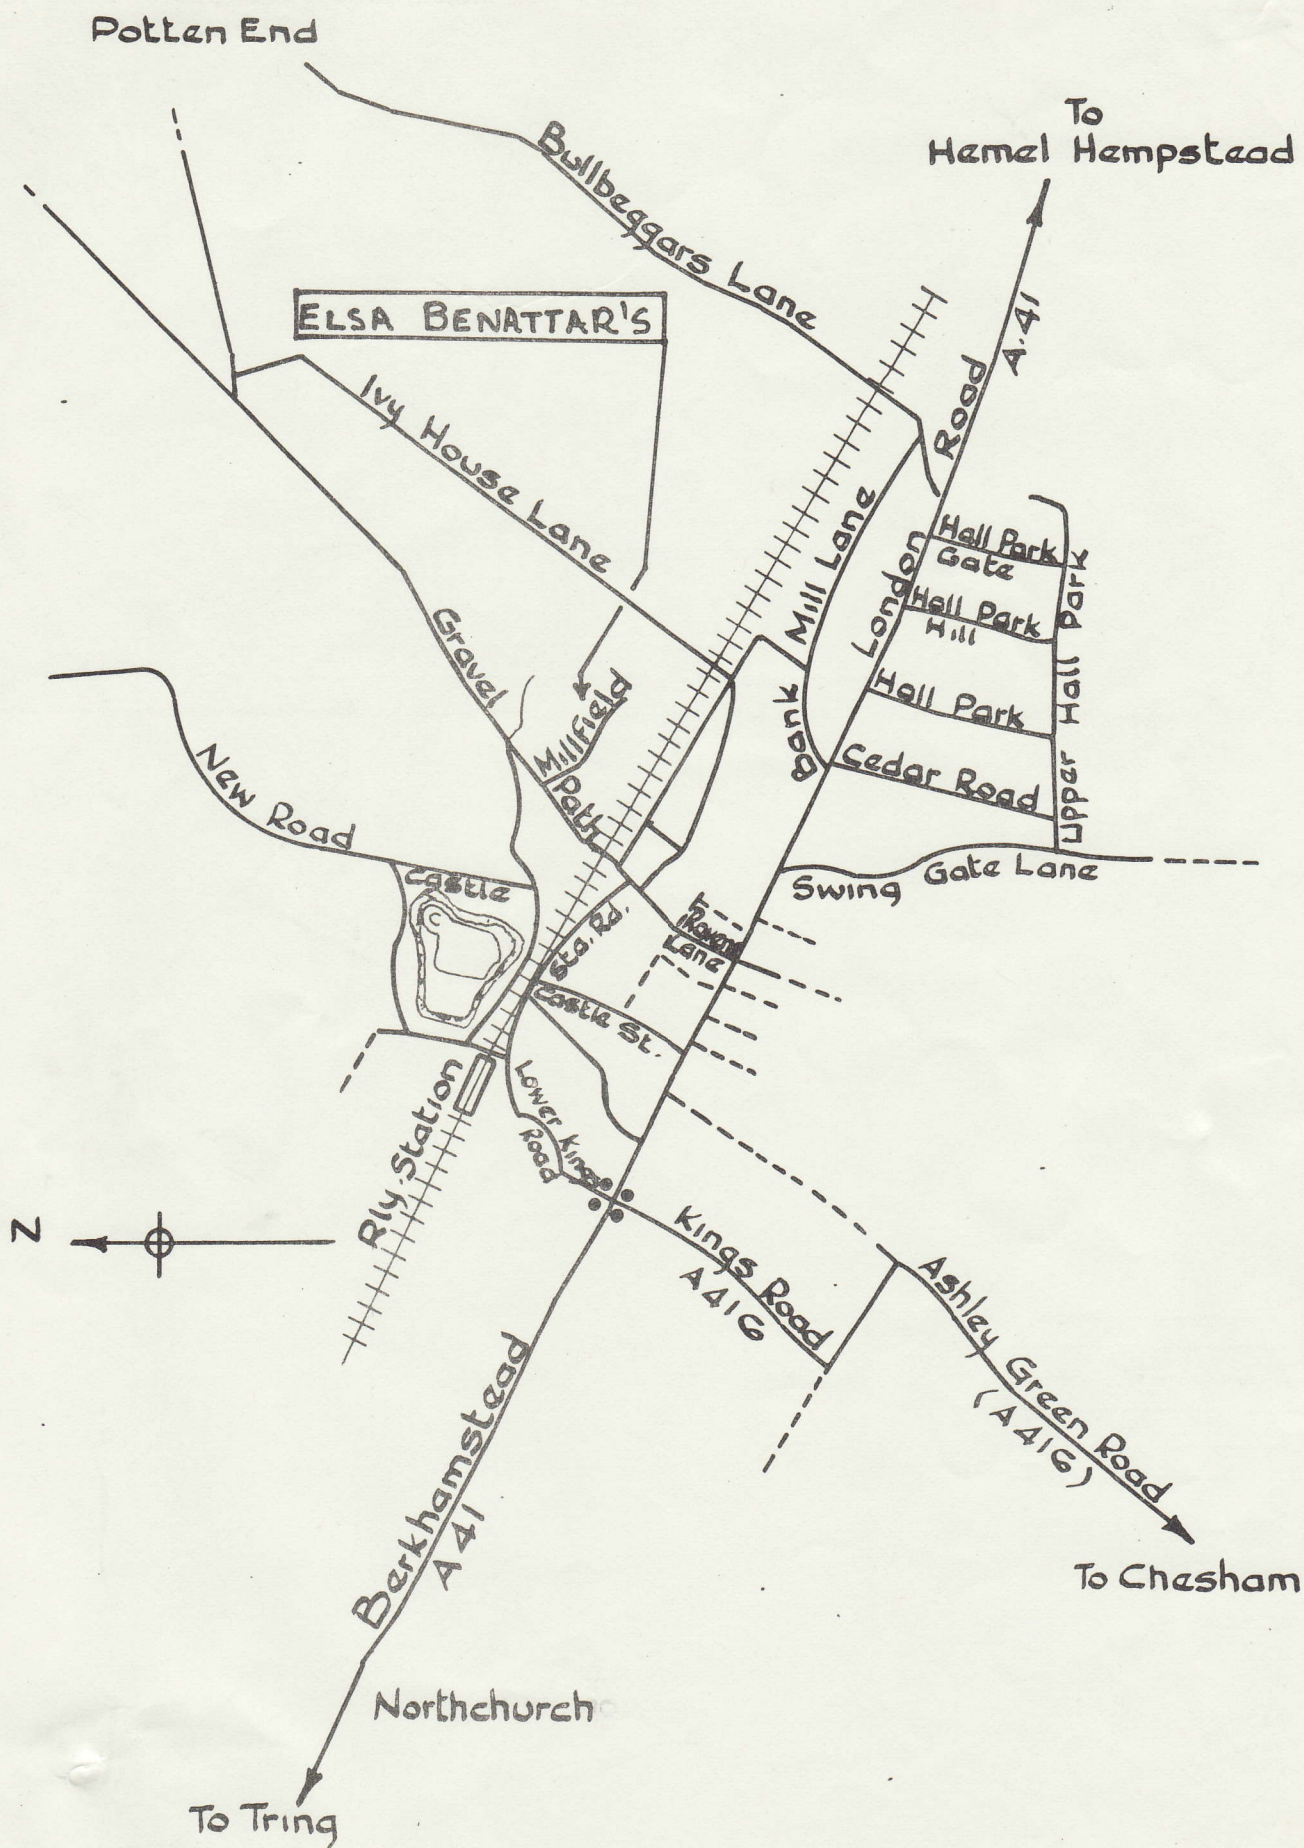 Potten End
To
Hemel Hempstead
Bullbeggars Lane
ELSA BENATTAR'S
Ivy House Lane
A.41
London Road
Mill Lane
Bank
Hall Park
Gate
Hall Park
Hill
Hall Park
Cedar Road
Upper Hall Park
Swing Gate Lane
Gravel Path
Millfield
New Road
Castle
Sta. Rd.
Ravens
Lane
Castle St.
Rly. Station
Lower Kings
Road
N
Kings Road
A416
Ashley Green Road
(A416)
To Chesham
Berkhamstead
A41
Northchurch
To Tring